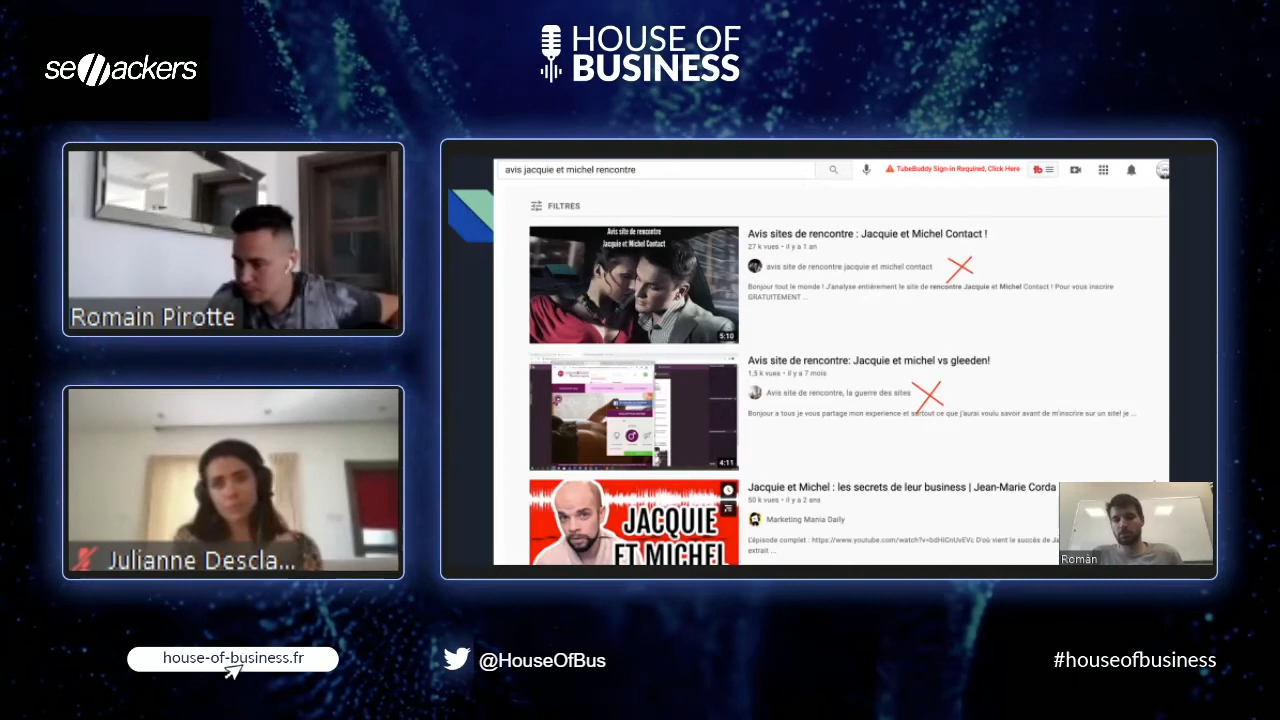 se//ackers
HOUSE OF
BUSINESS
Romain Pirotte
Julianne Descla...
avis jacquie et michel rencontre
TubeBuddy Sign-in Required, Click Here
tb
FILTRES
Avis site de rencontre
Jacquie et Michel Contact
5:10
Avis sites de rencontre : Jacquie et Michel Contact !
27 k vues • il y a 1 an
avis site de rencontre jacquie et michel contact
Bonjour tout le monde ! J'analyse entièrement le site de rencontre Jacquie et Michel Contact ! Pour vous inscrire
GRATUITEMENT ...
4:11
Avis site de rencontre: Jacquie et michel vs gleeden!
1,5 k vues • il y a 7 mois
Avis site de rencontre, la guerre des sites
Bonjour a tous je vous partage mon experience et surtout ce que j'aursi voulu savoir avant de m'inscrire sur un site! je ...
JACQUIE
ET MICHEL
Jacquie et Michel : les secrets de leur business | Jean-Marie Corda
50 k vues • il y a 2 ans
Marketing Mania Daily
L'épisode complet : https://www.youtube.com/watch?v=bdHiCnUvEVc D'où vient le succès de Ja
extrait ...
Roman
house-of-business.fr
@HouseOfBus
#houseofbusiness